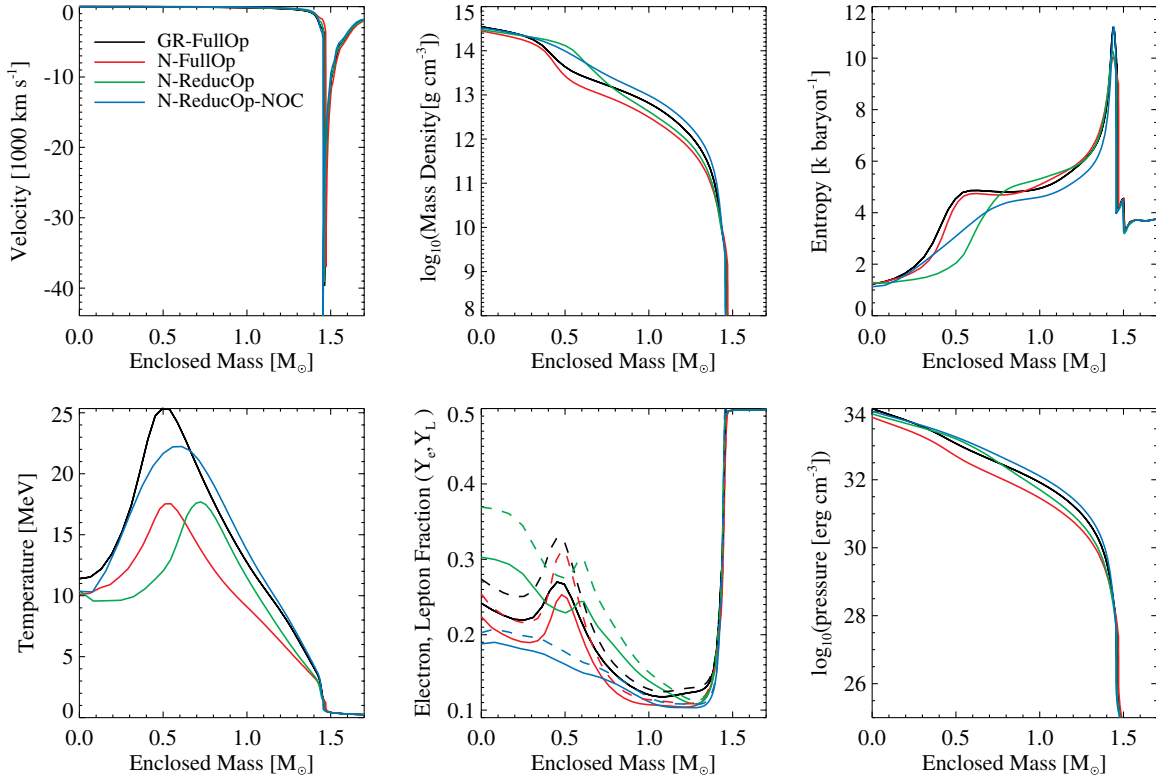 0
-10
-20
-30
-40
Velocity [1000 km s⁻¹]
GR-FullOp
N-FullOp
N-ReducOp
N-ReducOp-NOC
0.0 0.5 1.0 1.5
Enclosed Mass [M☉]
15
14
13
12
11
10
9
8
log₁₀(Mass Density[g cm⁻³])
0.0 0.5 1.0 1.5
Enclosed Mass [M☉]
12
10
8
6
4
2
0
Entropy [k baryon⁻¹]
0.0 0.5 1.0 1.5
Enclosed Mass [M☉]
25
20
15
10
5
0
Temperature [MeV]
0.0 0.5 1.0 1.5
Enclosed Mass [M☉]
0.5
0.4
0.3
0.2
0.1
Electron, Lepton Fraction (Yₑ,Y_L)
0.0 0.5 1.0 1.5
Enclosed Mass [M☉]
34
32
30
28
26
log₁₀(pressure [erg cm⁻³])
0.0 0.5 1.0 1.5
Enclosed Mass [M☉]